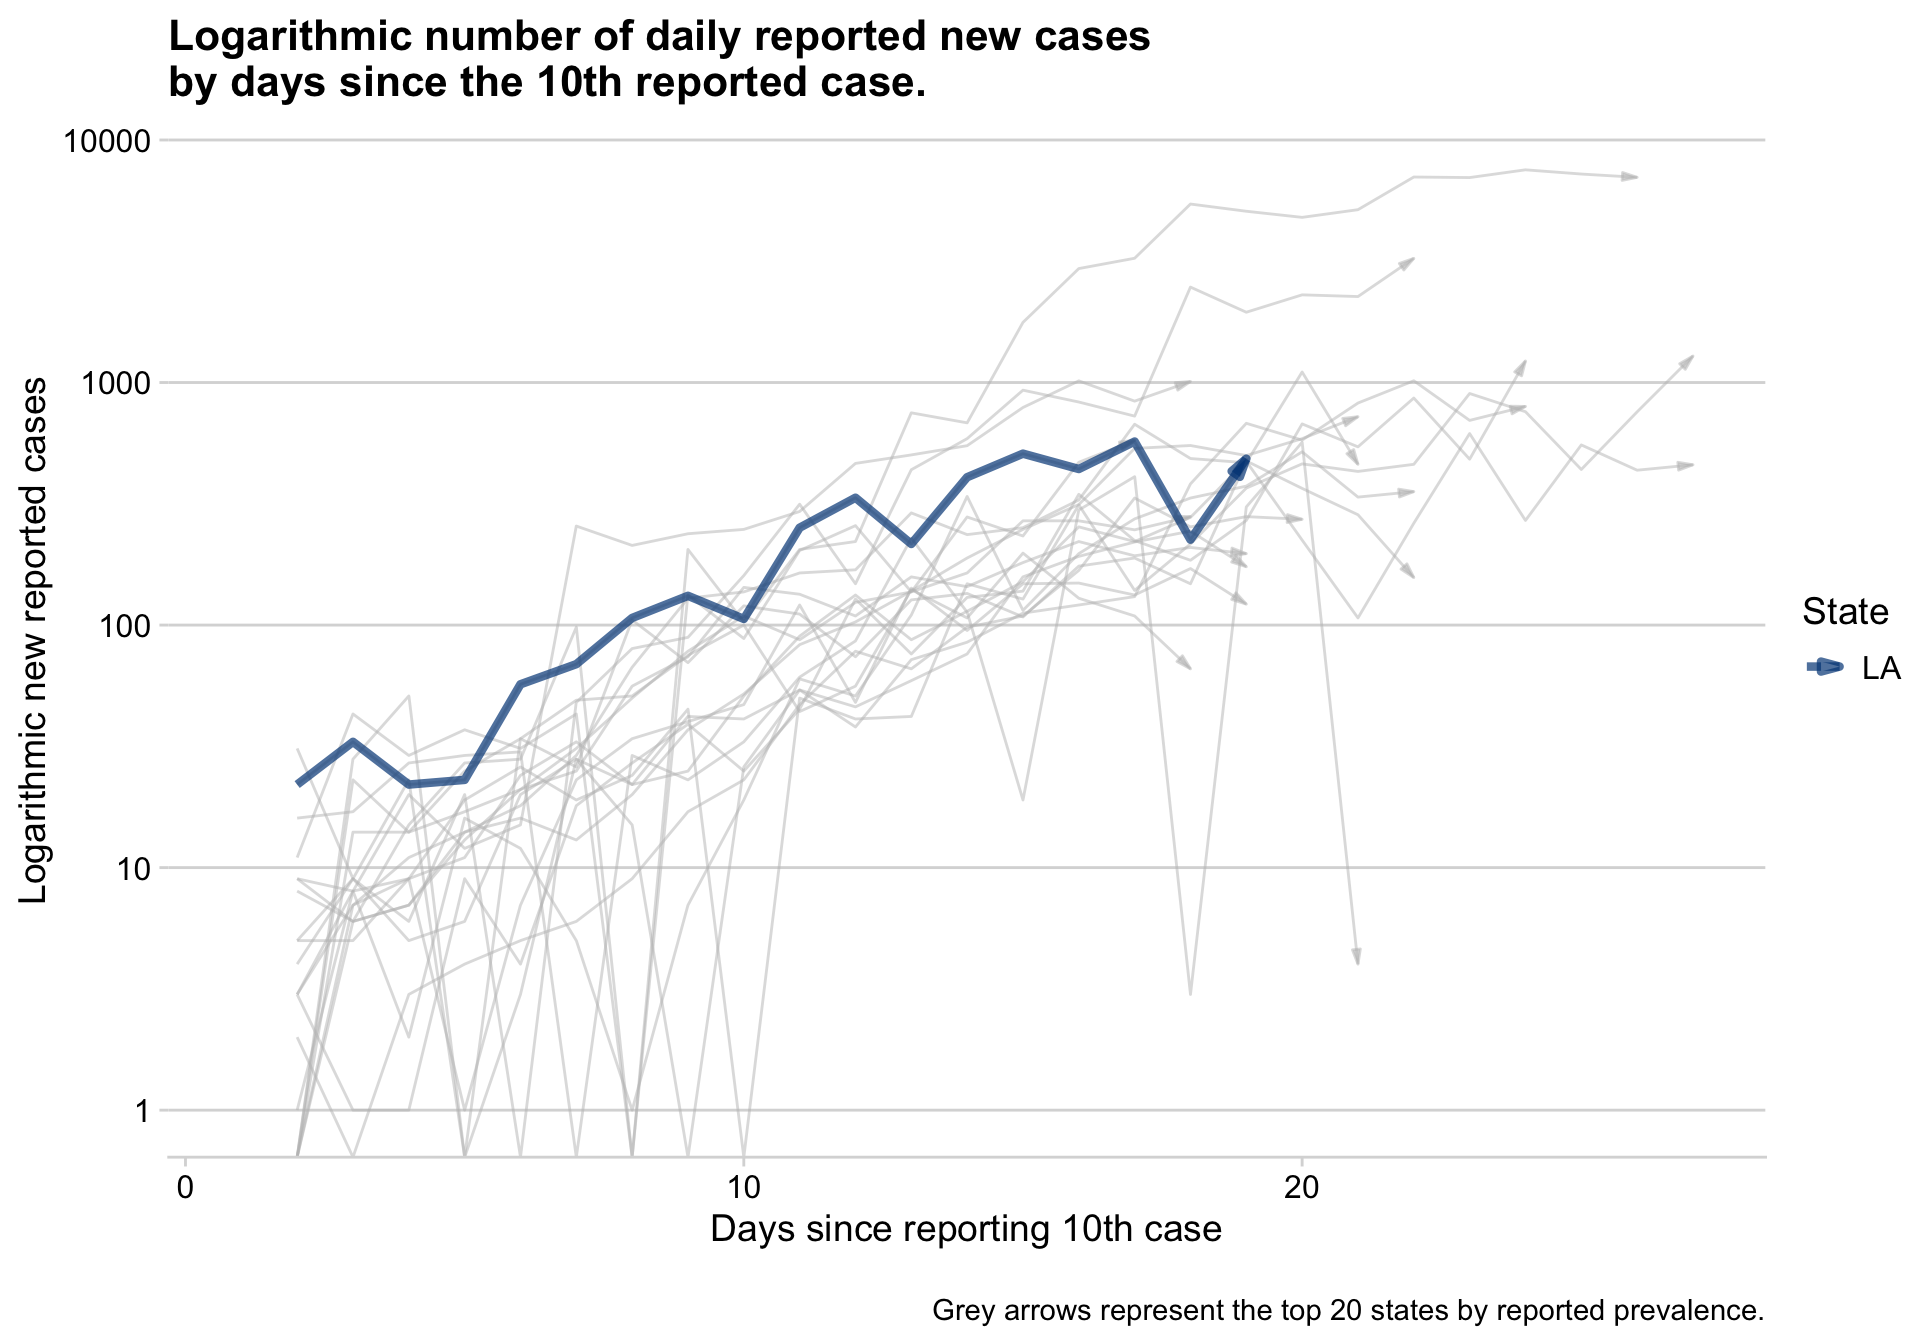 Logarithmic number of daily reported new cases
by days since the 10th reported case.
10000
1000
100
10
1
Logarithmic new reported cases
0
10
20
Days since reporting 10th case
State
LA
Grey arrows represent the top 20 states by reported prevalence.